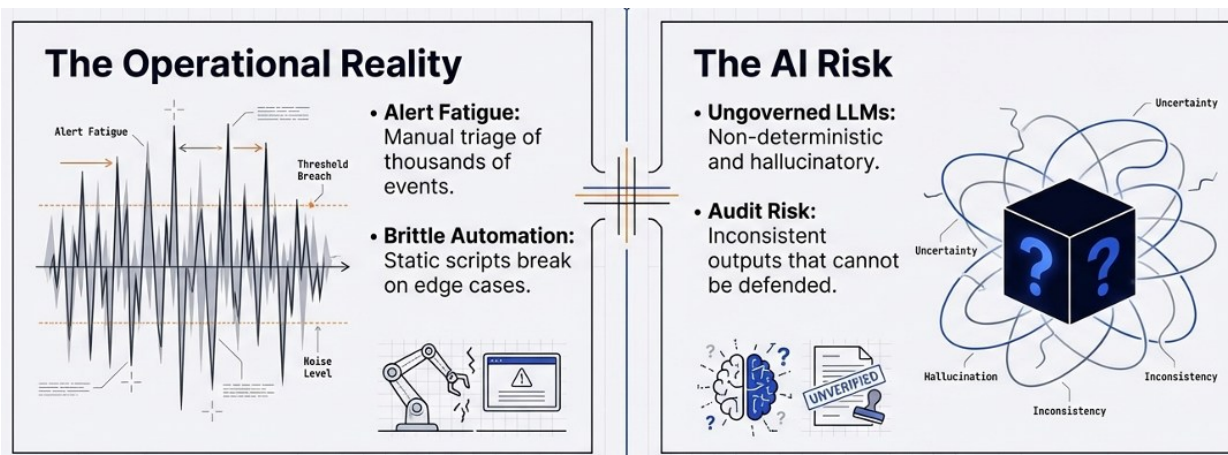 The Operational Reality
Alert Fatigue
Threshold
Breach
Noise
Level
• Alert Fatigue:
Manual triage of
thousands of
events.
• Brittle Automation:
Static scripts break
on edge cases.
The AI Risk
• Ungoverned LLMs:
Non-deterministic
and hallucinatory.
• Audit Risk:
Inconsistent
outputs that cannot
be defended.
?
?
?
?
UNVERIFIED
Uncertainty
Uncertainty
? ?
Hallucination
Inconsistency
Inconsistency